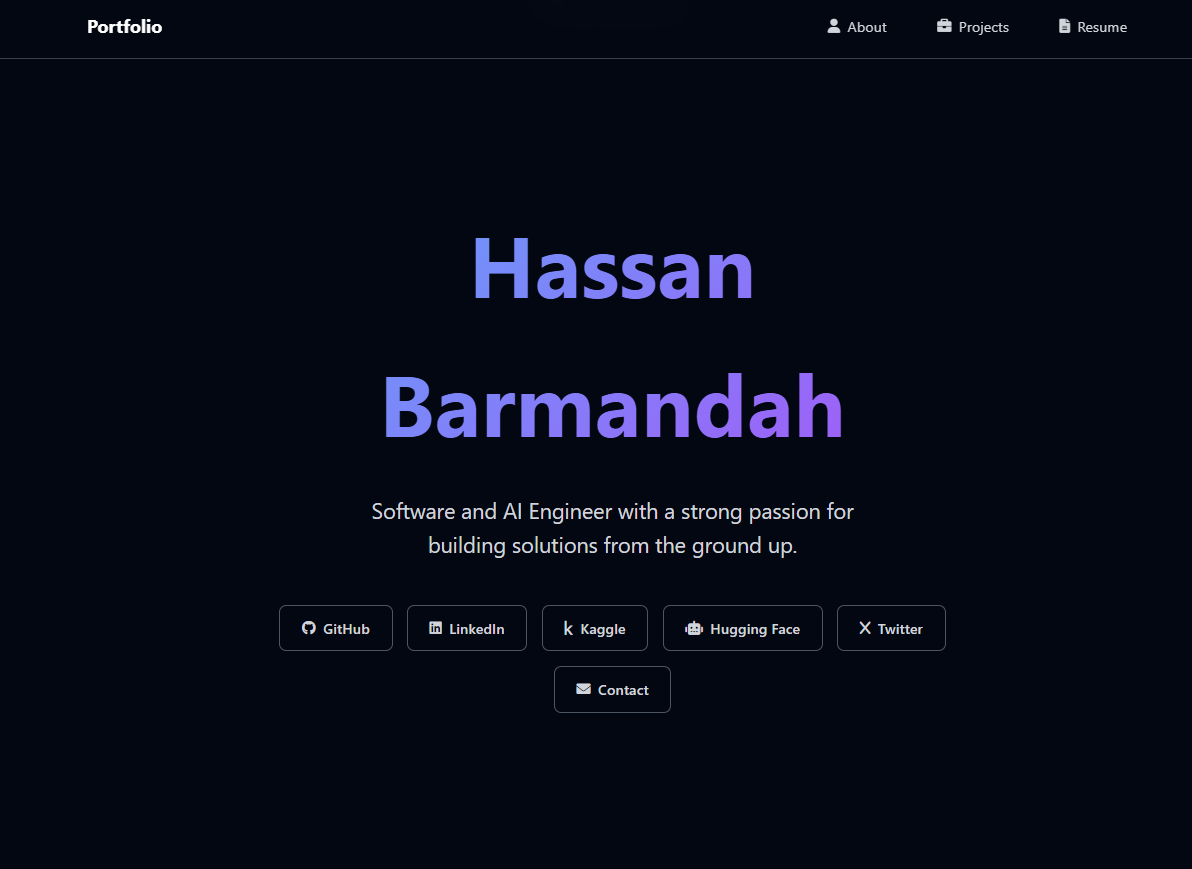 Portfolio
About
Projects
Resume
Hassan
Barmandah
Software and AI Engineer with a strong passion for
building solutions from the ground up.
GitHub
LinkedIn
Kaggle
Hugging Face
Twitter
Contact